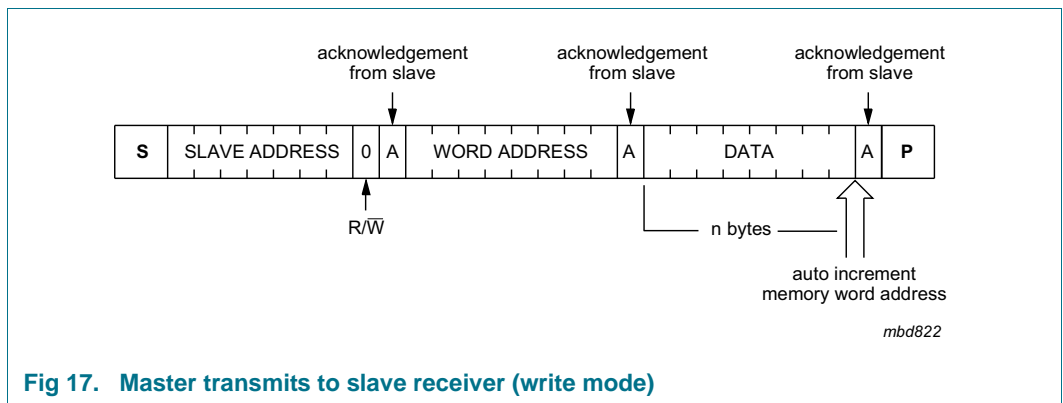 acknowledgement
from slave
acknowledgement
from slave
acknowledgement
from slave
S SLAVE ADDRESS 0 A WORD ADDRESS A DATA A P
R/W̅
n bytes
auto increment
memory word address
mbd822
Fig 17. Master transmits to slave receiver (write mode)